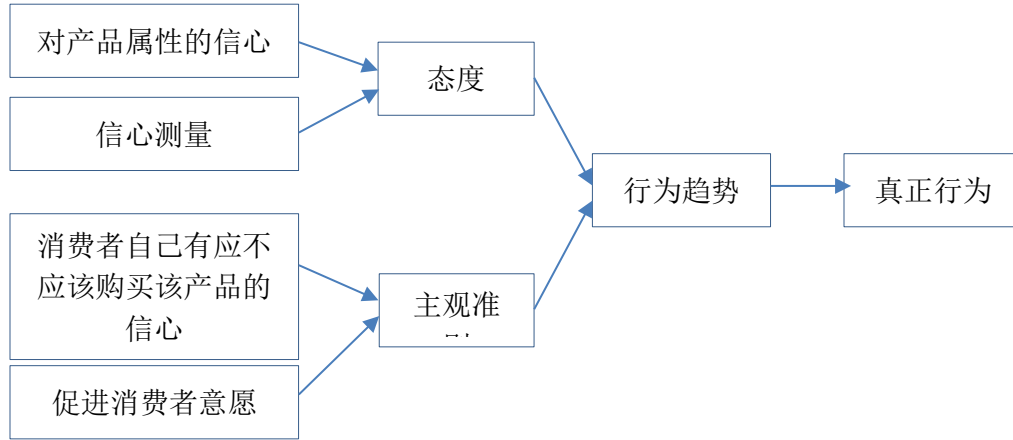 对产品属性的信心
信心测量
态度
消费者自己有应不
应该购买该产品的
信心
促进消费者意愿
主观准
行为趋势
真正行为